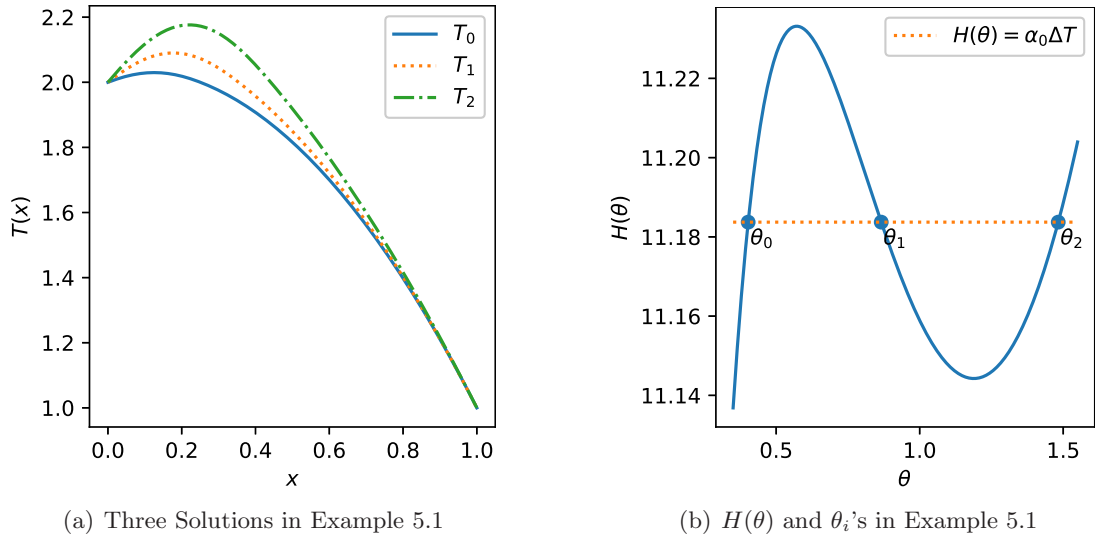 2.2
2.0
1.8
1.6
1.4
1.2
1.0
T(x)
T₀
T₁
T₂
0.0 0.2 0.4 0.6 0.8 1.0
x
(a) Three Solutions in Example 5.1
H(θ) = α₀ΔT
11.22
11.20
11.18
11.16
11.14
H(θ)
θ₀ θ₁ θ₂
0.5 1.0 1.5
θ
(b) H(θ) and θᵢ's in Example 5.1